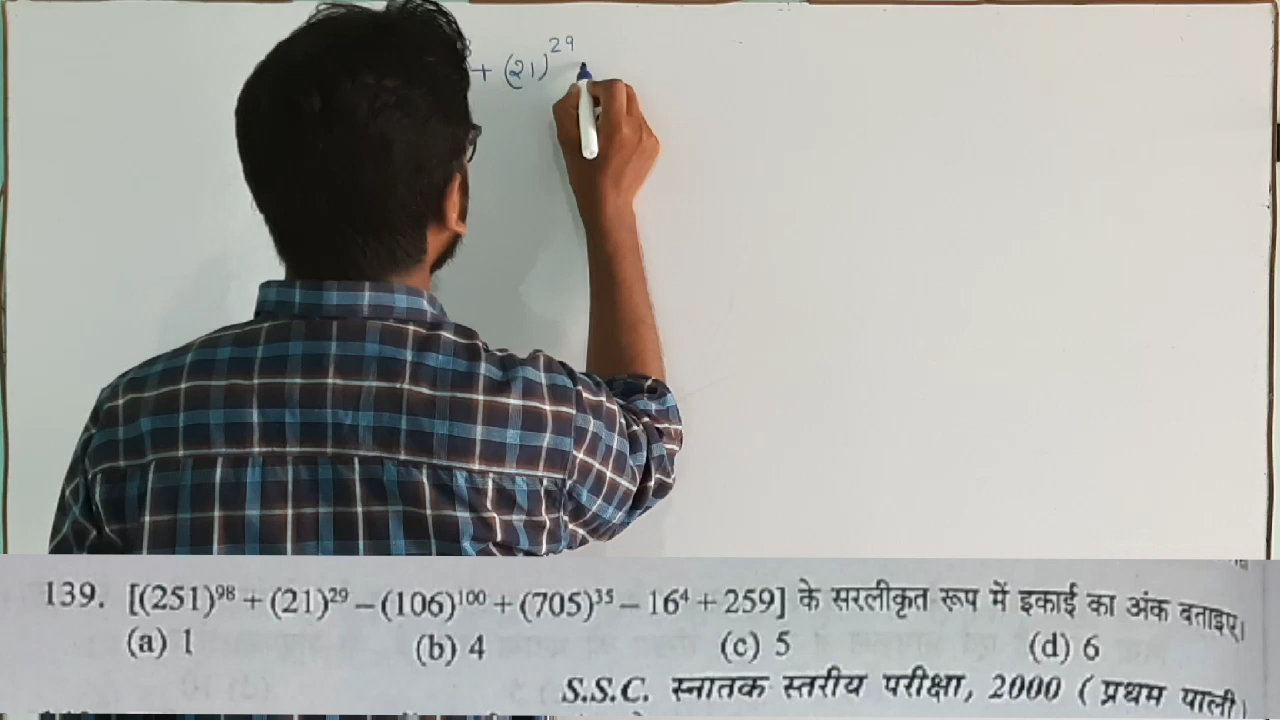 8 + (21)^29
139. [(251)^98 + (21)^29 – (106)^100 + (705)^35 – 16^4 + 259] के सरलीकृत रूप में इकाई का अंक बताइए।
(a) 1 (b) 4 (c) 5 (d) 6
S.S.C. स्नातक स्तरीय परीक्षा, 2000 ( प्रथम पाली)